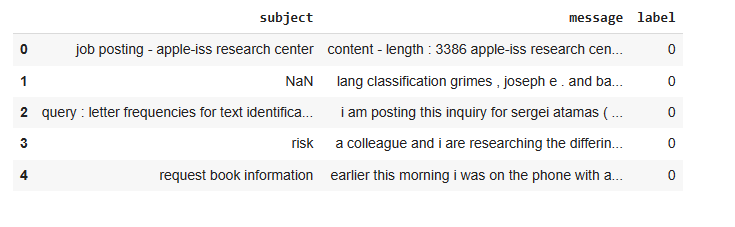 subject message label
0 job posting - apple-iss research center content - length : 3386 apple-iss research cen... 0
1 NaN lang classification grimes , joseph e . and ba... 0
2 query : letter frequencies for text identifica... i am posting this inquiry for sergei atamas ( ... 0
3 risk a colleague and i are researching the differin... 0
4 request book information earlier this morning i was on the phone with a... 0